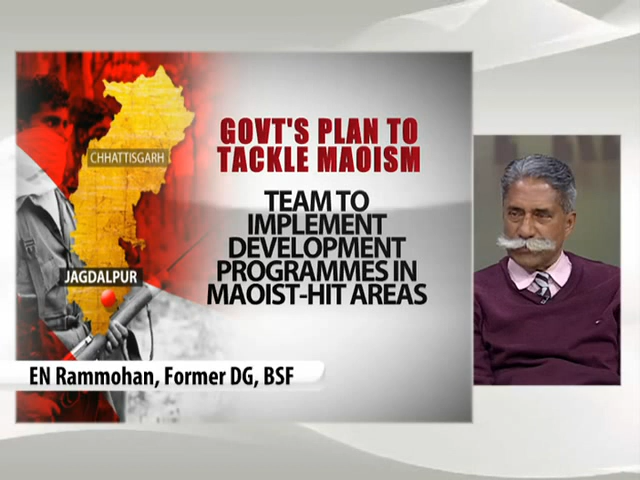 GOVT'S PLAN TO
TACKLE MAOISM
CHHATTISGARH
TEAM TO
IMPLEMENT
DEVELOPMENT
PROGRAMMES IN
MAOIST-HIT AREAS
JAGDALPUR
EN Rammohan, Former DG, BSF